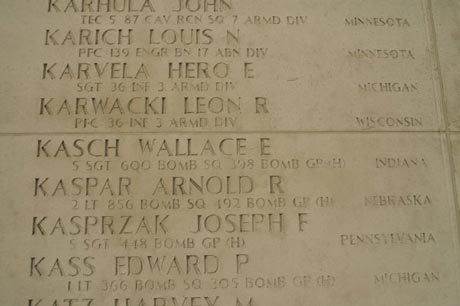 KARHULA JOHN
TEC 5 87 CAV RCN SQ 7 ARMD DIV MINNESOTA
KARICH LOUIS N
PFC 139 ENGR BN 17 ABN DIV MINNESOTA
KARVELA HERO E
SGT 36 INF 3 ARMD DIV MICHIGAN
KARWACKI LEON R
PFC 36 INF 3 ARMD DIV WISCONSIN
KASCH WALLACE E
S SGT 600 BOMB SQ 398 BOMB GP (H) INDIANA
KASPAR ARNOLD R
2 LT 856 BOMB SQ 492 BOMB GP (H) NEBRASKA
KASPRZAK JOSEPH F
S SGT 448 BOMB GP (H) PENNSYLVANIA
KASS EDWARD P
1 LT 366 BOMB SQ 305 BOMB GP (H) MICHIGAN
KATZ HARVEY M